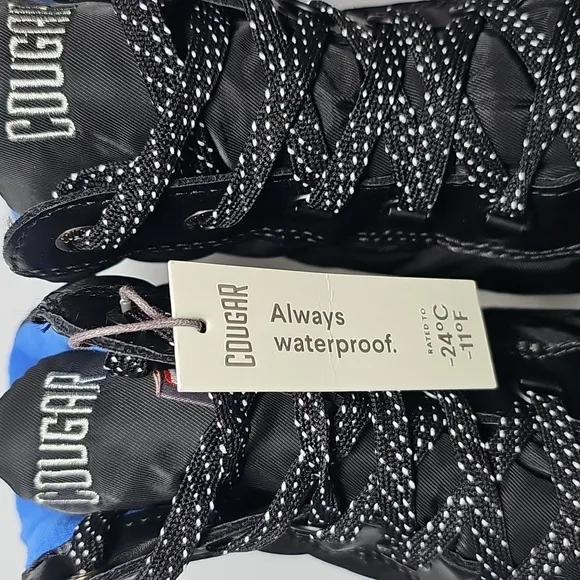 COUGAR
COUGAR
Always
waterproof.
RATED TO
-24°C
-11°F
COUGAR